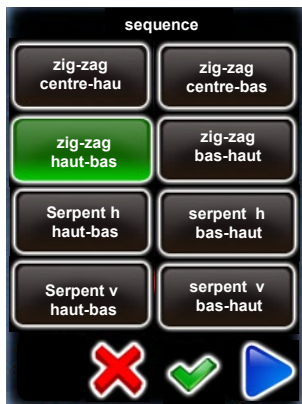 sequence
zig-zag
centre-hau
zig-zag
centre-bas
zig-zag
haut-bas
zig-zag
bas-haut
Serpent h
haut-bas
serpent h
bas-haut
Serpent v
haut-bas
serpent v
bas-haut